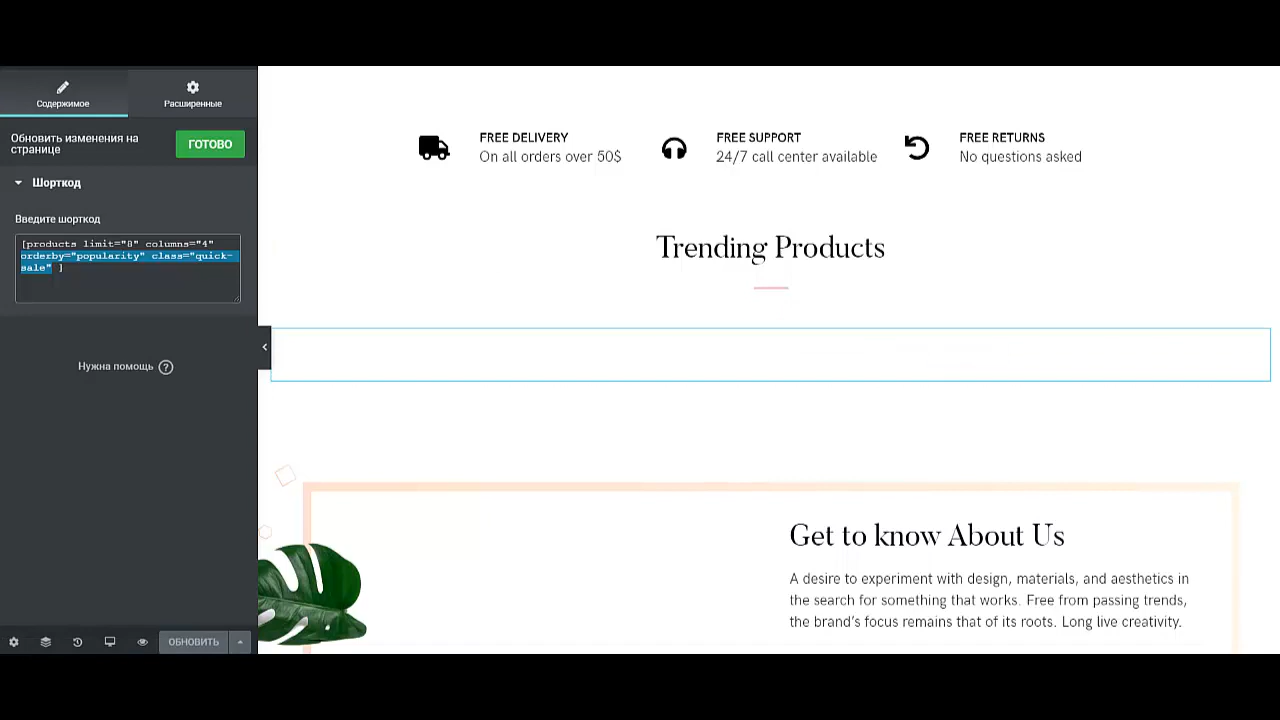 Содержимое
Расширенные
Обновить изменения на
странице
ГОТОВО
Шорткод
Введите шорткод
[products limit="8" columns="4"
orderby="popularity" class="quick-
sale" ]
Нужна помощь ?
ОБНОВИТЬ
FREE DELIVERY
On all orders over 50$
FREE SUPPORT
24/7 call center available
FREE RETURNS
No questions asked
Trending Products
Get to know About Us
A desire to experiment with design, materials, and aesthetics in
the search for something that works. Free from passing trends,
the brand’s focus remains that of its roots. Long live creativity.